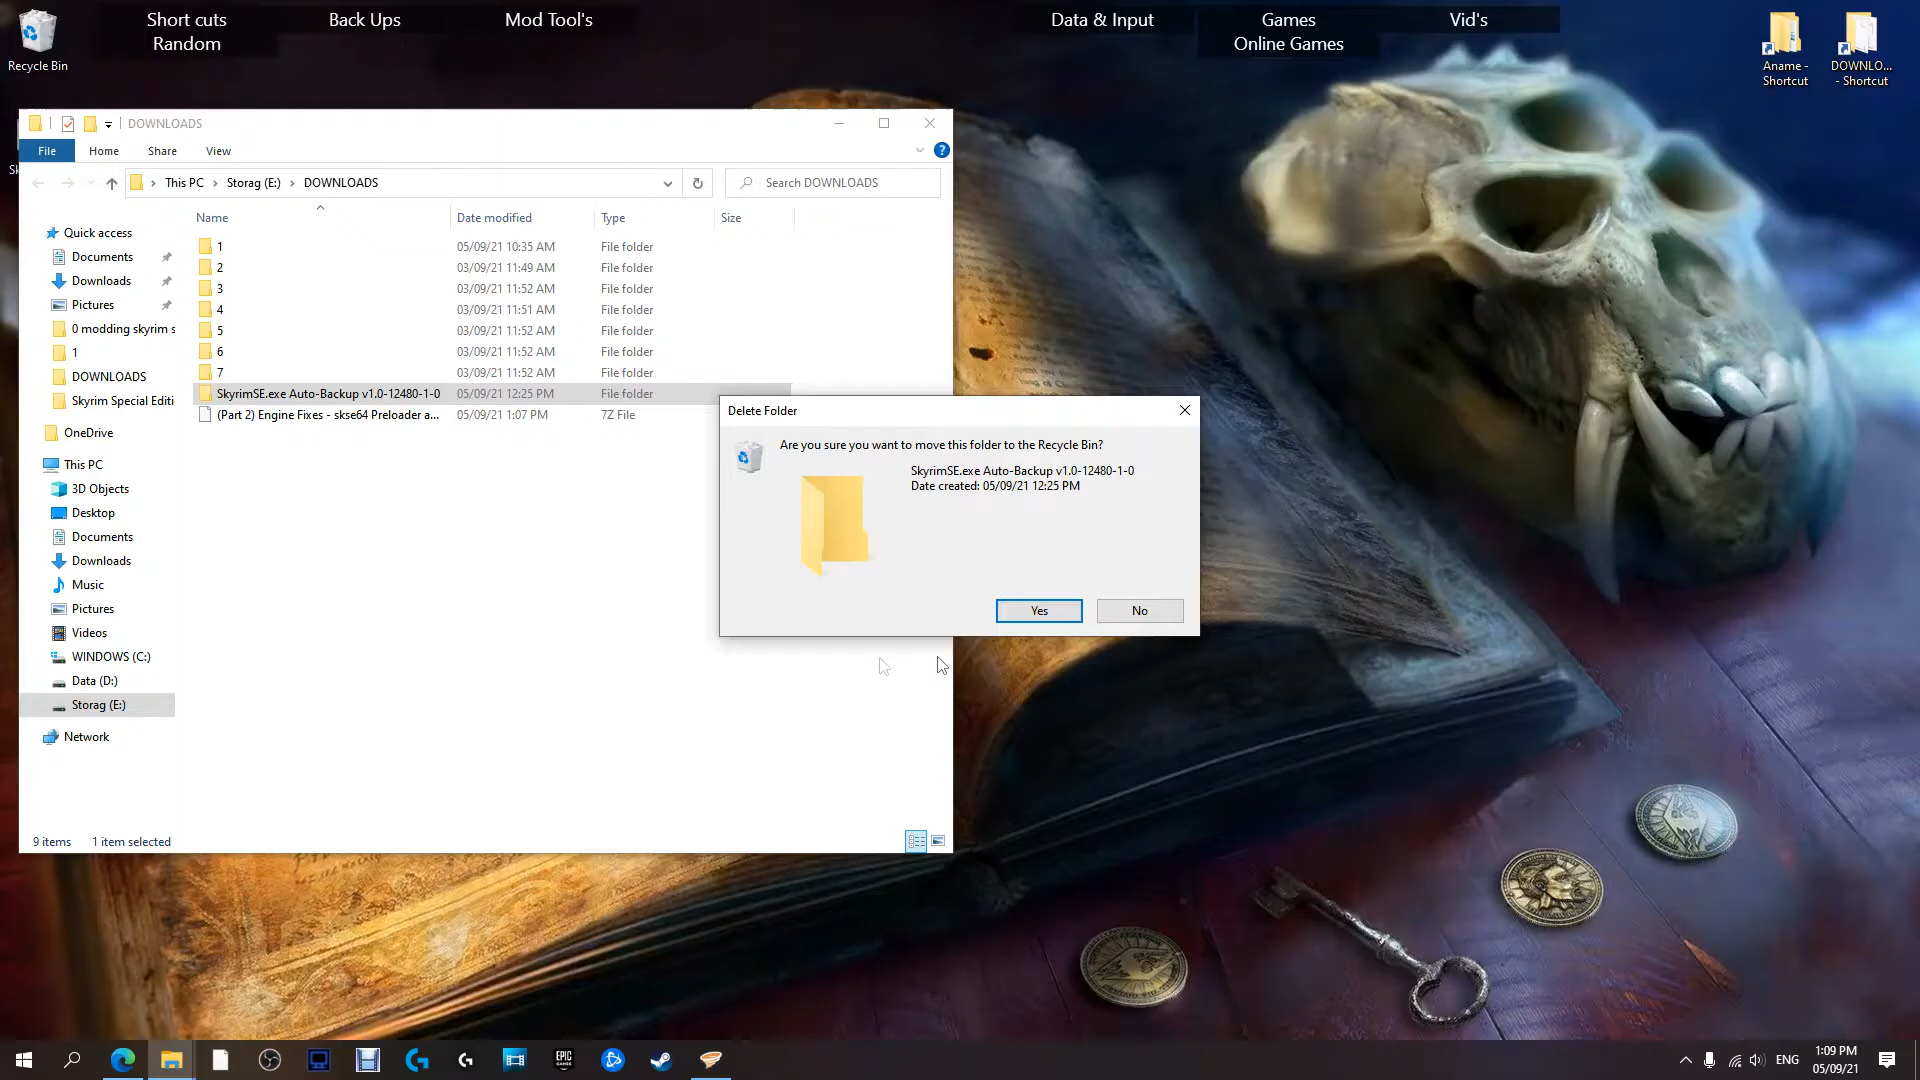 Short cuts
Random
Back Ups
Mod Tool's
Data & Input
Games
Online Games
Vid's
Recycle Bin
Aname -
Shortcut
DOWNLO...
- Shortcut
DOWNLOADS
File
Home
Share
View
This PC
Storag (E:)
DOWNLOADS
Search DOWNLOADS
Name
Date modified
Type
Size
1 05/09/21 10:35 AM File folder
2 03/09/21 11:49 AM File folder
3 03/09/21 11:52 AM File folder
4 03/09/21 11:51 AM File folder
5 03/09/21 11:52 AM File folder
6 03/09/21 11:52 AM File folder
7 03/09/21 11:52 AM File folder
SkyrimSE.exe Auto-Backup v1.0-12480-1-0 05/09/21 12:25 PM File folder
(Part 2) Engine Fixes - skse64 Preloader a... 05/09/21 1:07 PM 7Z File
Quick access
Documents
Downloads
Pictures
0 modding skyrim s
1
DOWNLOADS
Skyrim Special Editi
OneDrive
This PC
3D Objects
Desktop
Documents
Downloads
Music
Pictures
Videos
WINDOWS (C:)
Data (D:)
Storag (E:)
Network
9 items
1 item selected
Delete Folder
Are you sure you want to move this folder to the Recycle Bin?
SkyrimSE.exe Auto-Backup v1.0-12480-1-0
Date created: 05/09/21 12:25 PM
Yes
No
EPIC
GAMES
ENG
1:09 PM
05/09/21